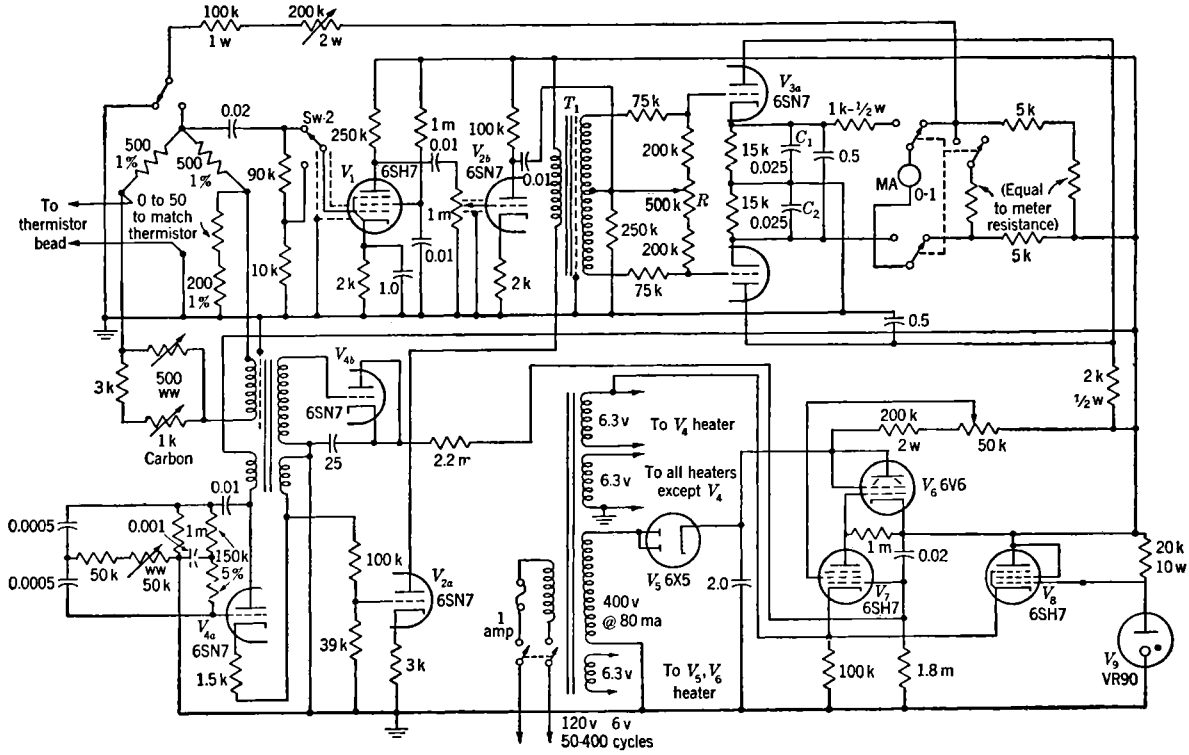 100 k
1 w
200 k
2 w
0.02
Sw-2
500
1%
500
1%
250 k
1 m
0.01
V1
6SH7
90 k
10 k
2 k
1.0
0.01
1 m
100 k
V2b
6SN7
0.01
2 k
T1
75 k
200 k
500 k
R
250 k
200 k
75 k
V3a
6SN7
15 k
0.025
C1
0.5
15 k
0.025
C2
1 k-½ w
MA
0-1
5 k
(Equal
to meter
resistance)
5 k
0.5
To
thermistor
bead
0 to 50
to match
thermistor
200
1%
3 k
500
ww
1 k
Carbon
V4b
6SN7
25
2.2 m
2 k
½ w
6.3 v
To V4 heater
6.3 v
To all heaters
except V4
200 k
2 w
50 k
V6 6V6
0.01
0.0005
0.001
1 m
150 k
5%
0.0005
50 k
ww
50 k
V4a
6SN7
1.5 k
100 k
39 k
V2a
6SN7
3 k
1
amp
V5 6X5
400 v
@ 80 ma
6.3 v
To V5, V6
heater
2.0
1 m
0.02
V7
6SH7
V8
6SH7
20 k
10 w
100 k
1.8 m
V9
VR90
120 v 6 v
50-400 cycles